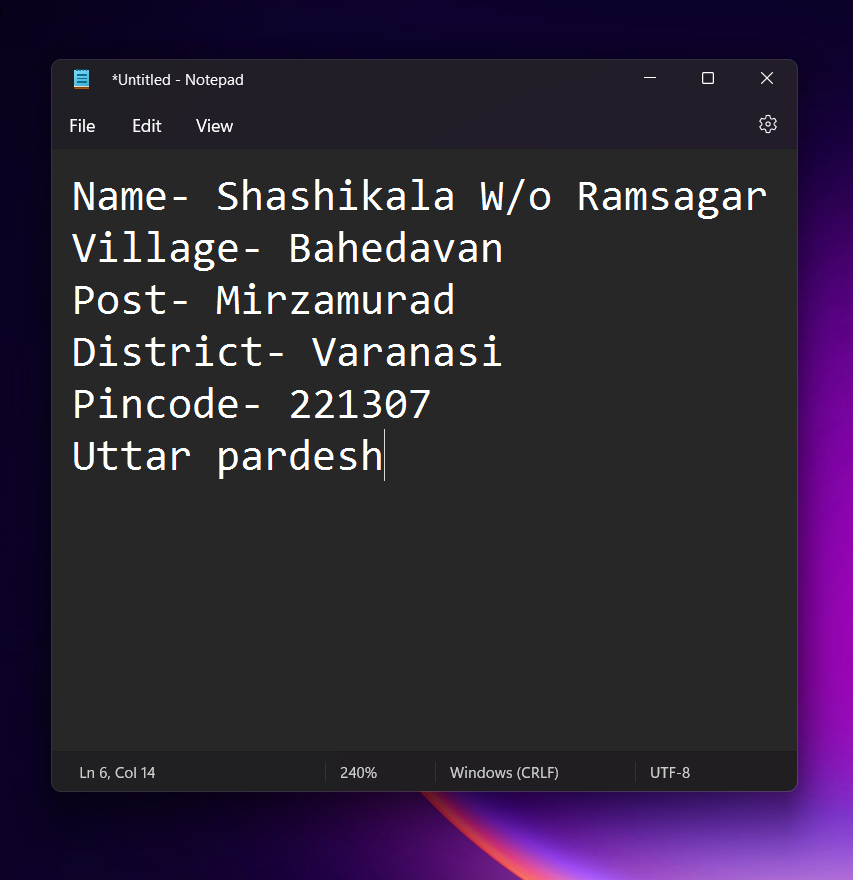 *Untitled - Notepad
File Edit View
Name- Shashikala W/o Ramsagar
Village- Bahedavan
Post- Mirzamurad
District- Varanasi
Pincode- 221307
Uttar pardesh
Ln 6, Col 14 240% Windows (CRLF) UTF-8